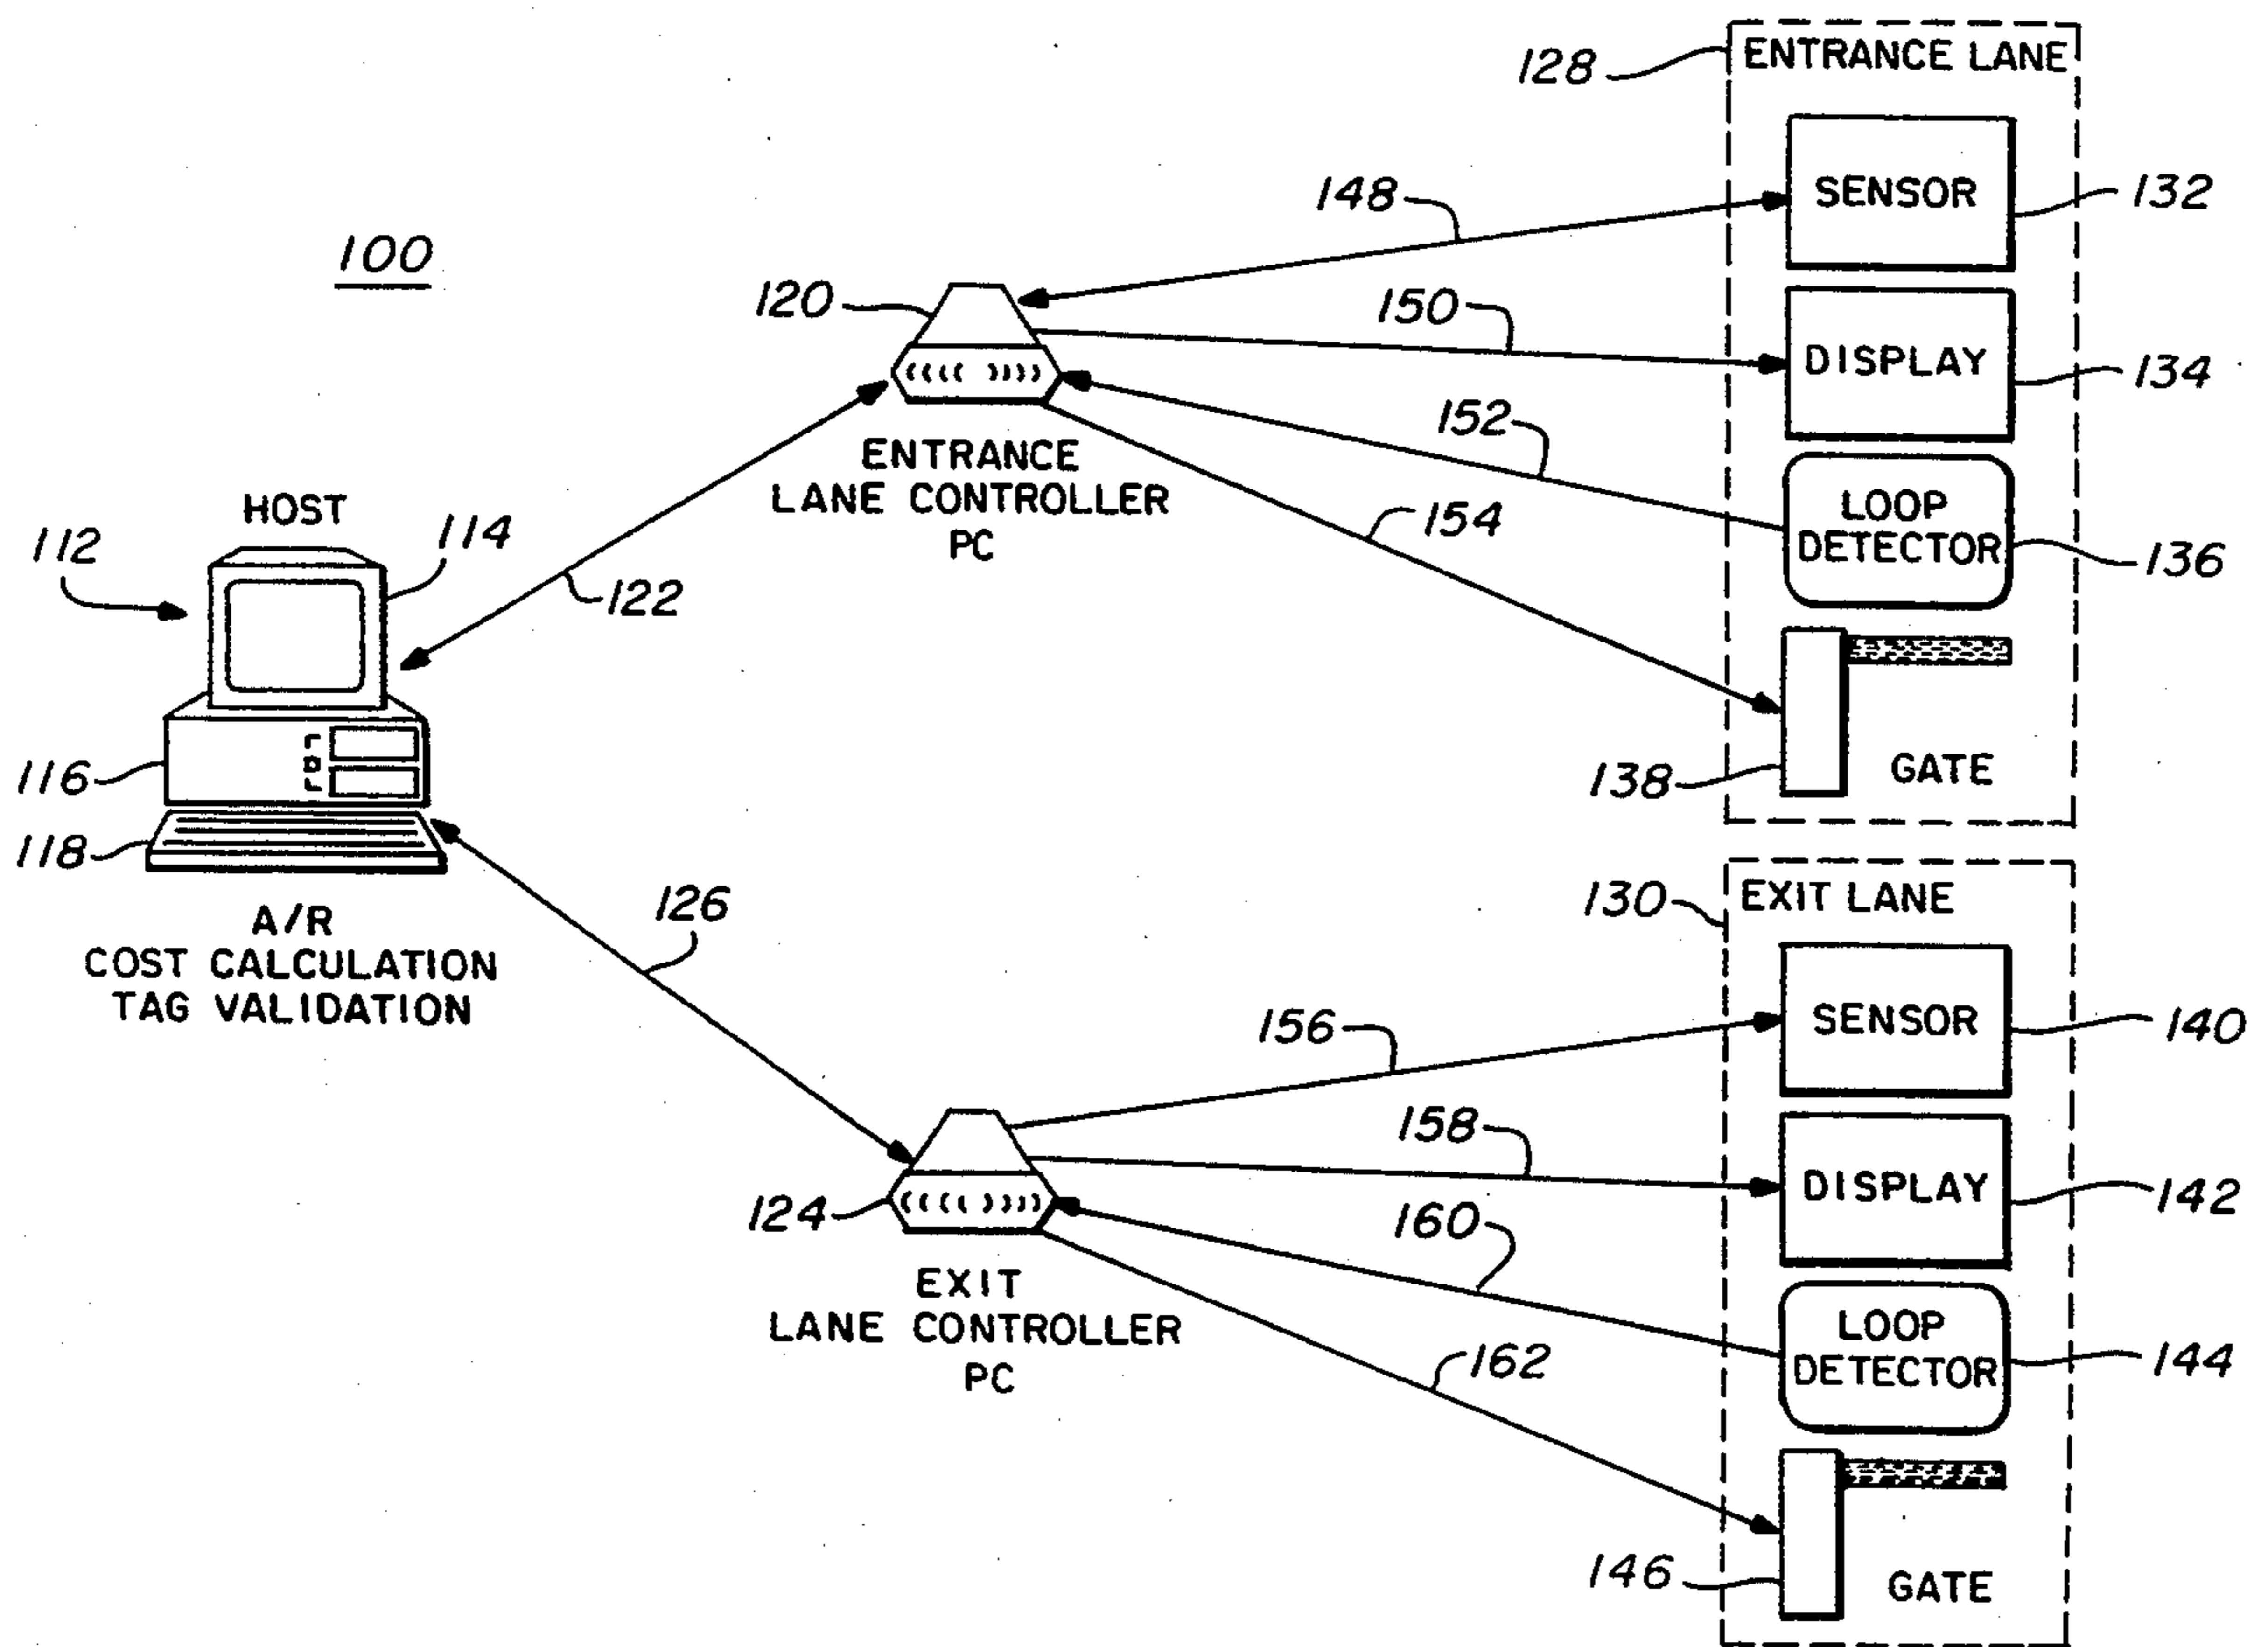 100
HOST
112
114
116
118
A/R
COST CALCULATION
TAG VALIDATION
120
ENTRANCE
LANE CONTROLLER
PC
122
126
124
EXIT
LANE CONTROLLER
PC
148
150
152
154
128
ENTRANCE LANE
SENSOR
132
DISPLAY
134
LOOP
DETECTOR
136
138
GATE
156
158
160
162
130
EXIT LANE
SENSOR
140
DISPLAY
142
LOOP
DETECTOR
144
146
GATE